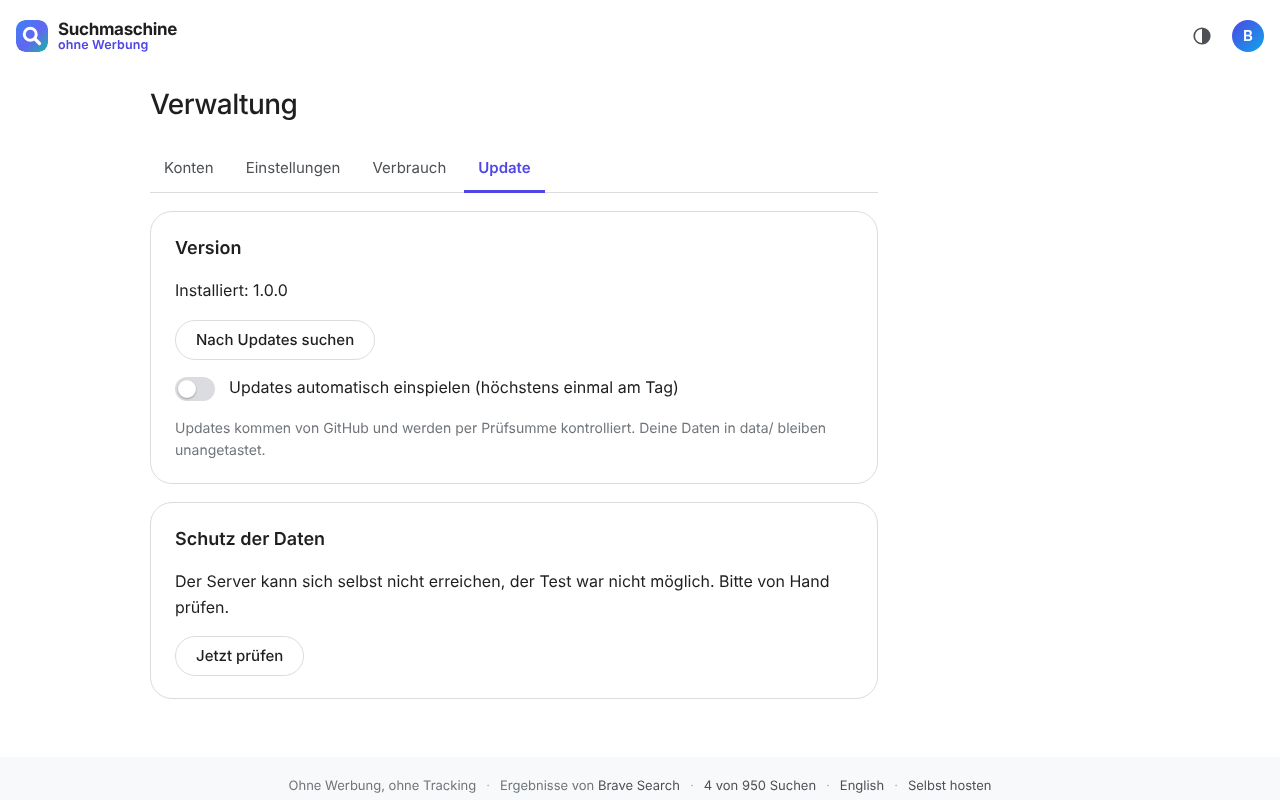 Suchmaschine
ohne Werbung
B
Verwaltung
Konten Einstellungen Verbrauch Update
Version
Installiert: 1.0.0
Nach Updates suchen
Updates automatisch einspielen (höchstens einmal am Tag)
Updates kommen von GitHub und werden per Prüfsumme kontrolliert. Deine Daten in data/ bleiben
unangetastet.
Schutz der Daten
Der Server kann sich selbst nicht erreichen, der Test war nicht möglich. Bitte von Hand
prüfen.
Jetzt prüfen
Ohne Werbung, ohne Tracking · Ergebnisse von Brave Search · 4 von 950 Suchen · English · Selbst hosten